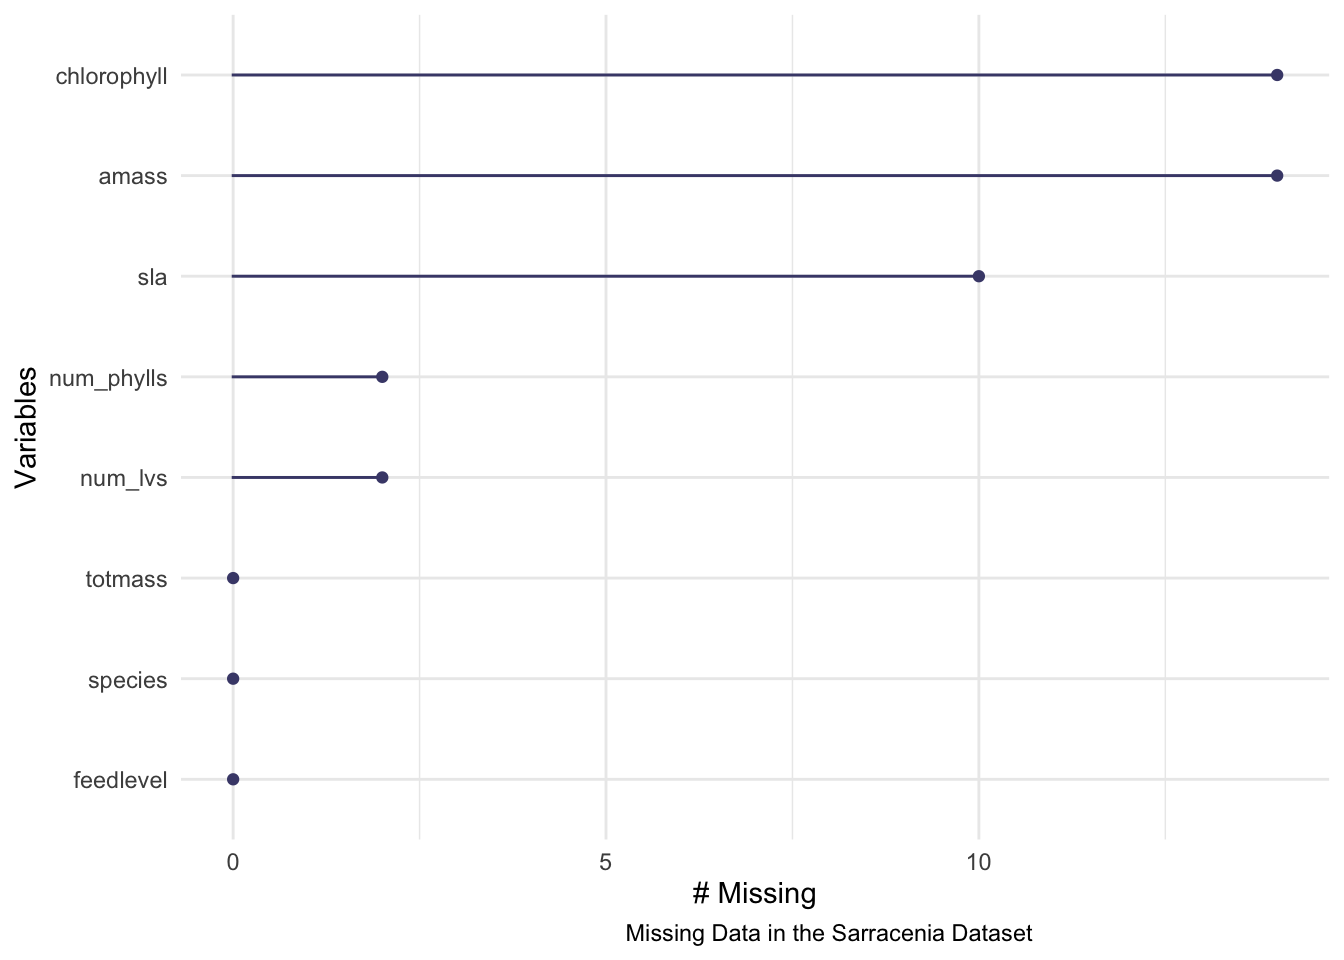 chlorophyll
amass
sla
num_phylls
num_lvs
totmass
species
feedlevel
Variables
0 5 10
# Missing
Missing Data in the Sarracenia Dataset